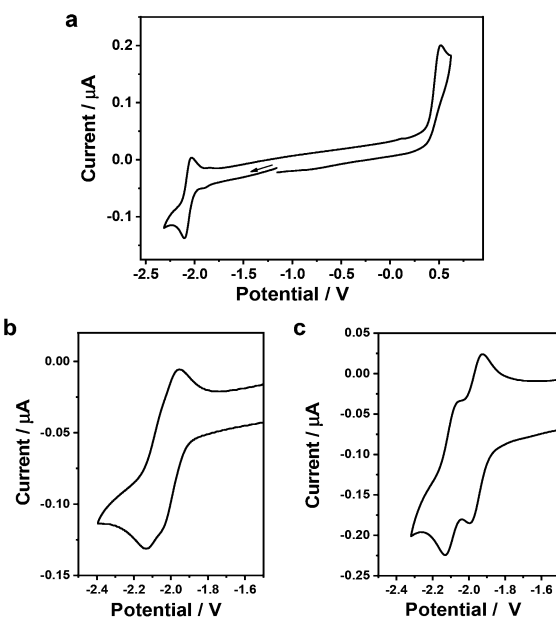 a
0.2
0.1
0.0
-0.1
Current / μA
-2.5 -2.0 -1.5 -1.0 -0.5 -0.0 0.5
Potential / V
b
0.00
-0.05
-0.10
-0.15
Current / μA
-2.4 -2.2 -2.0 -1.8 -1.6
Potential / V
c
0.05
0.00
-0.05
-0.10
-0.15
-0.20
-0.25
Current / μA
-2.4 -2.2 -2.0 -1.8 -1.6
Potential / V